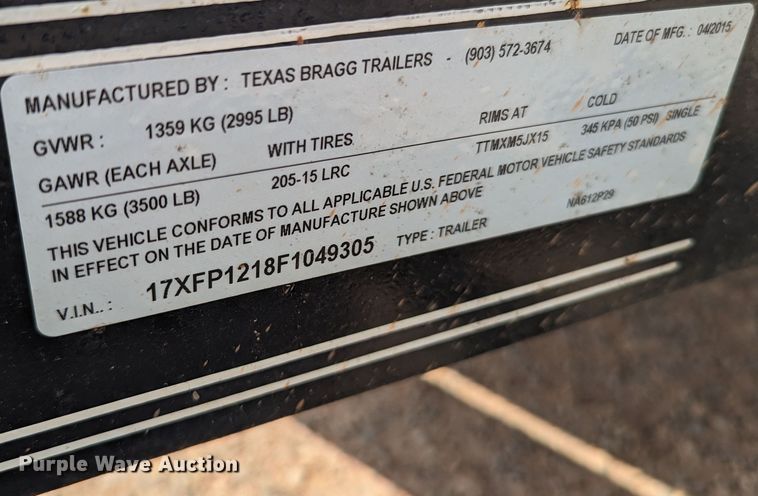 MANUFACTURED BY : TEXAS BRAGG TRAILERS - (903) 572-3674 DATE OF MFG. : 04/2015
GVWR : 1359 KG (2995 LB)
GAWR (EACH AXLE) WITH TIRES RIMS AT COLD
1588 KG (3500 LB) 205-15 LRC TTMXM5JX15 345 KPA (50 PSI) SINGLE
THIS VEHICLE CONFORMS TO ALL APPLICABLE U.S. FEDERAL MOTOR VEHICLE SAFETY STANDARDS
IN EFFECT ON THE DATE OF MANUFACTURE SHOWN ABOVE NA612P29
V.I.N.. : 17XFP1218F1049305 TYPE : TRAILER
Purple Wave Auction